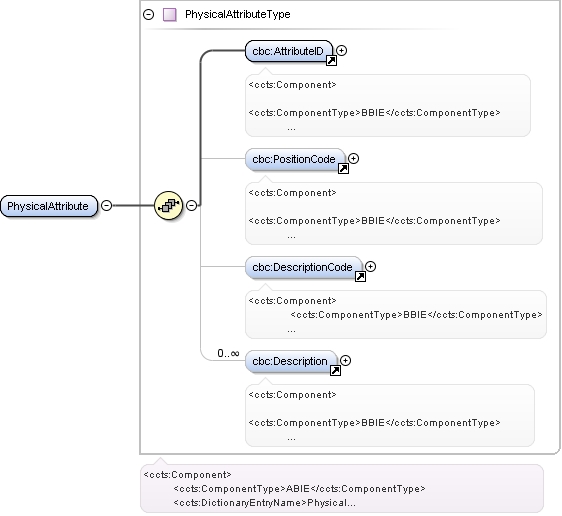 PhysicalAttributeType
cbc:AttributeID
<ccts:Component>
<ccts:ComponentType>BBIE</ccts:ComponentType>
...
cbc:PositionCode
<ccts:Component>
<ccts:ComponentType>BBIE</ccts:ComponentType>
...
PhysicalAttribute
cbc:DescriptionCode
<ccts:Component>
<ccts:ComponentType>BBIE</ccts:ComponentType>
...
0..∞
cbc:Description
<ccts:Component>
<ccts:ComponentType>BBIE</ccts:ComponentType>
...
<ccts:Component>
<ccts:ComponentType>ABIE</ccts:ComponentType>
<ccts:DictionaryEntryName>Physical...